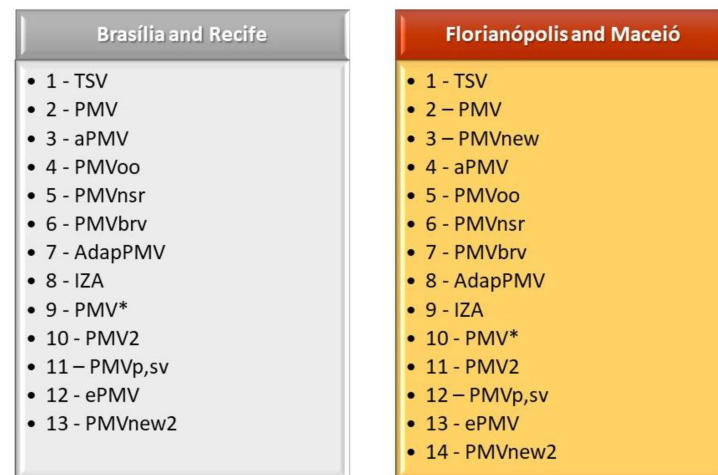 Brasília and Recife
• 1 - TSV
• 2 - PMV
• 3 - aPMV
• 4 - PMVoo
• 5 - PMVnsr
• 6 - PMVbrv
• 7 - AdapPMV
• 8 - IZA
• 9 - PMV*
• 10 - PMV2
• 11 – PMVp,sv
• 12 - ePMV
• 13 - PMVnew2
Florianópolis and Maceió
• 1 - TSV
• 2 – PMV
• 3 – PMVnew
• 4 - aPMV
• 5 - PMVoo
• 6 - PMVnsr
• 7 - PMVbrv
• 8 - AdapPMV
• 9 - IZA
• 10 - PMV*
• 11 - PMV2
• 12 – PMVp,sv
• 13 - ePMV
• 14 - PMVnew2